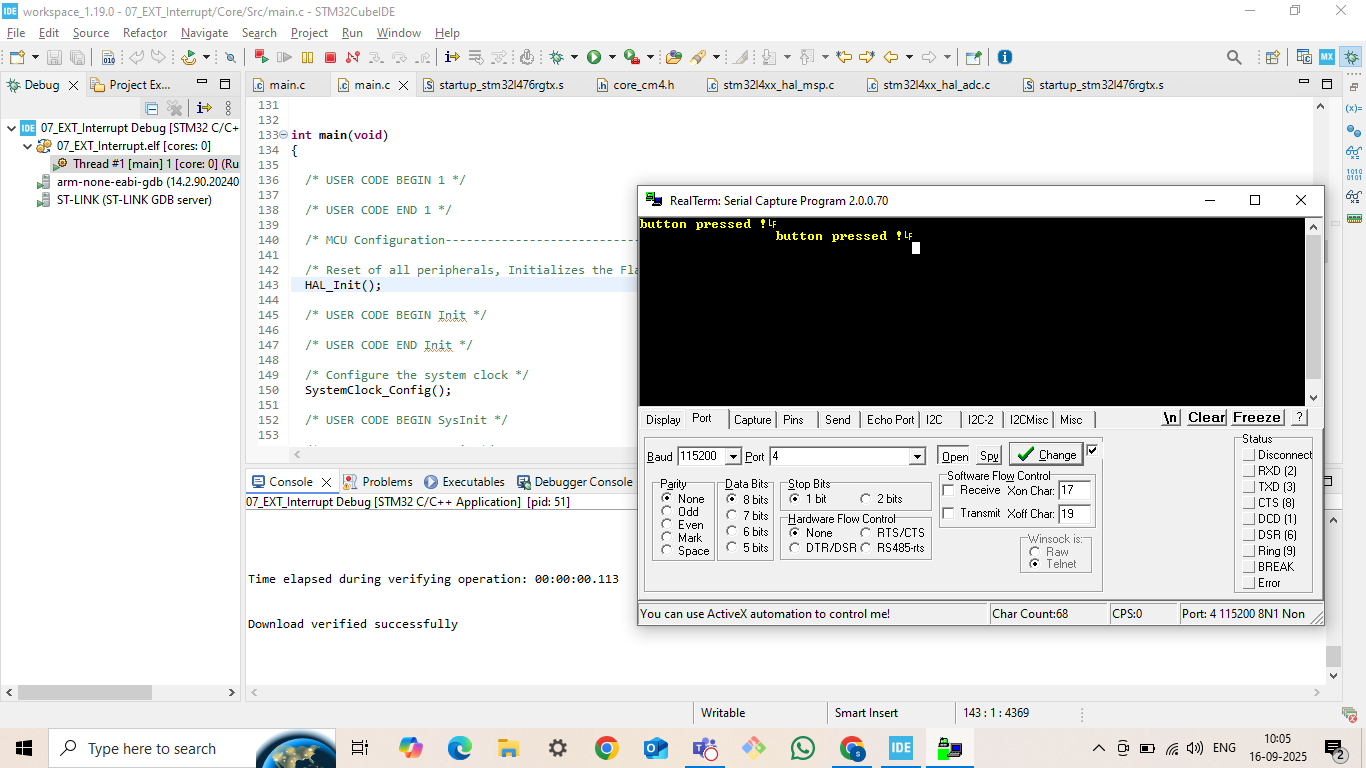 workspace_1.19.0 - 07_EXT_Interrupt/Core/Src/main.c - STM32CubeIDE
File Edit Source Refactor Navigate Search Project Run Window Help
Debug Project Ex...
main.c main.c startup_stm32l476rgtx.s core_cm4.h stm32l4xx_hal_msp.c stm32l4xx_hal_adc.c startup_stm32l476rgtx.s
07_EXT_Interrupt Debug [STM32 C/C+
07_EXT_Interrupt.elf [cores: 0]
Thread #1 [main] 1 [core: 0] (Ru
arm-none-eabi-gdb (14.2.90.20240
ST-LINK (ST-LINK GDB server)
131
132
133 int main(void)
134 {
135
136 /* USER CODE BEGIN 1 */
137
138 /* USER CODE END 1 */
139
140 /* MCU Configuration---------------------------
141
142 /* Reset of all peripherals, Initializes the Fla
143 HAL_Init();
144
145 /* USER CODE BEGIN Init */
146
147 /* USER CODE END Init */
148
149 /* Configure the system clock */
150 SystemClock_Config();
151
152 /* USER CODE BEGIN SysInit */
153
RealTerm: Serial Capture Program 2.0.0.70
button pressed !LF
button pressed !LF
Display Port Capture Pins Send Echo Port I2C I2C-2 I2CMisc Misc \n Clear Freeze ?
Baud 115200 Port 4 Open Spy Change
Parity
None
Odd
Even
Mark
Space
Data Bits
8 bits
7 bits
6 bits
5 bits
Stop Bits
1 bit 2 bits
Hardware Flow Control
None RTS/CTS
DTR/DSR RS485-rts
Software Flow Control
Receive Xon Char: 17
Transmit Xoff Char: 19
Winsock is:
Raw
Telnet
Status
Disconnect
RXD (2)
TXD (3)
CTS (8)
DCD (1)
DSR (6)
Ring (9)
BREAK
Error
You can use ActiveX automation to control me! Char Count:68 CPS:0 Port: 4 115200 8N1 Non
Console Problems Executables Debugger Console
07_EXT_Interrupt Debug [STM32 C/C++ Application] [pid: 51]
Time elapsed during verifying operation: 00:00:00.113
Download verified successfully
Writable Smart Insert 143 : 1 : 4369
Type here to search
ENG
10:05
16-09-2025
2